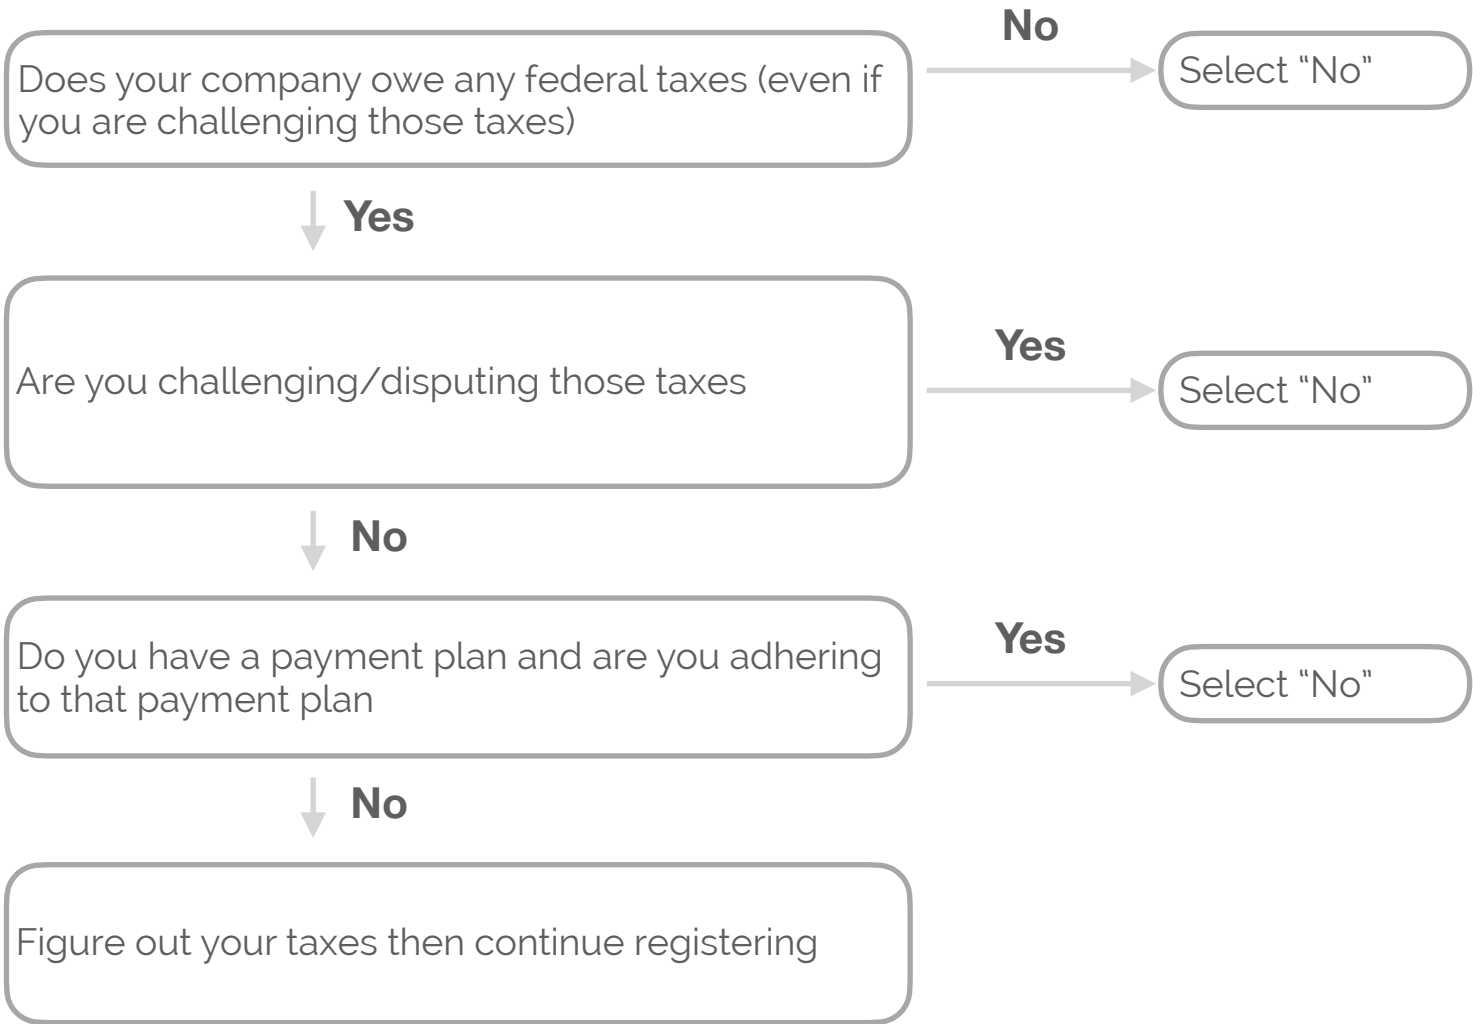 No
Does your company owe any federal taxes (even if
you are challenging those taxes)
Select “No”
Yes
Are you challenging/disputing those taxes
Yes
Select “No”
No
Do you have a payment plan and are you adhering
to that payment plan
Yes
Select “No”
No
Figure out your taxes then continue registering